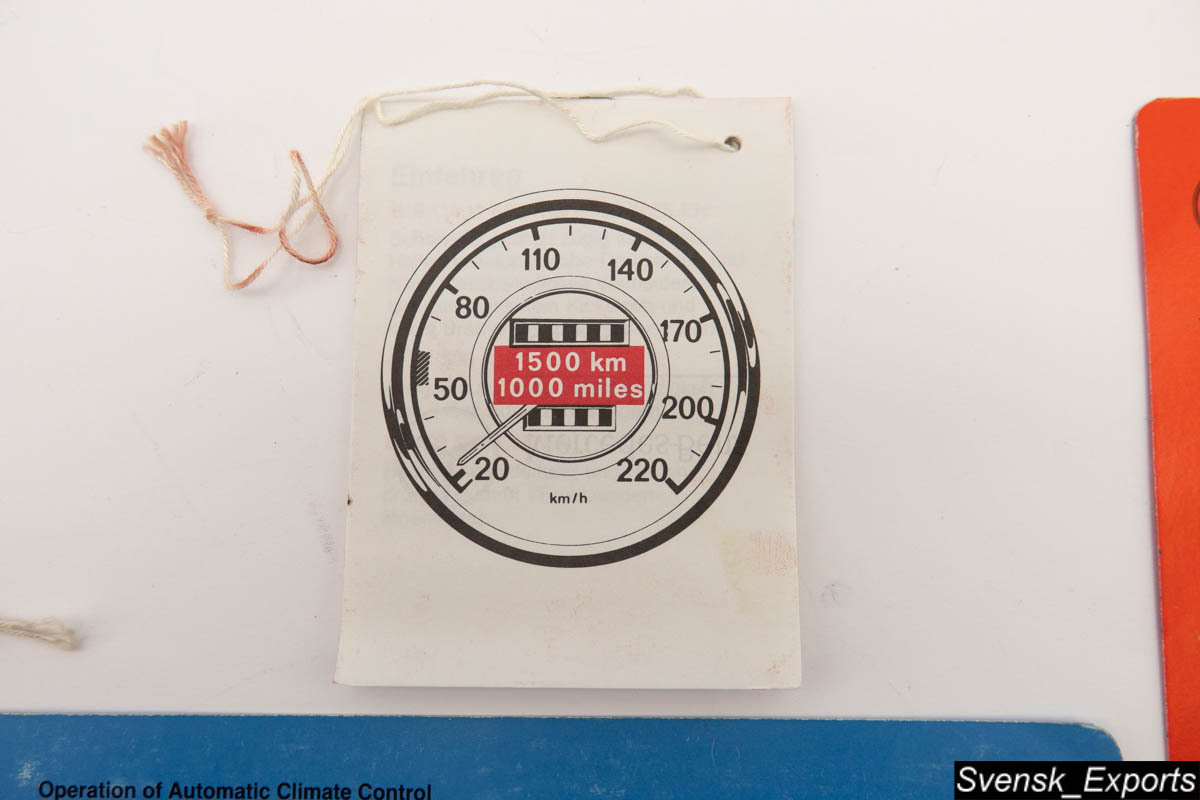 Einfahren
110
140
80
170
1500 km
1000 miles
50
200
20
220
km/h
Operation of Automatic Climate Control
Svensk_Exports